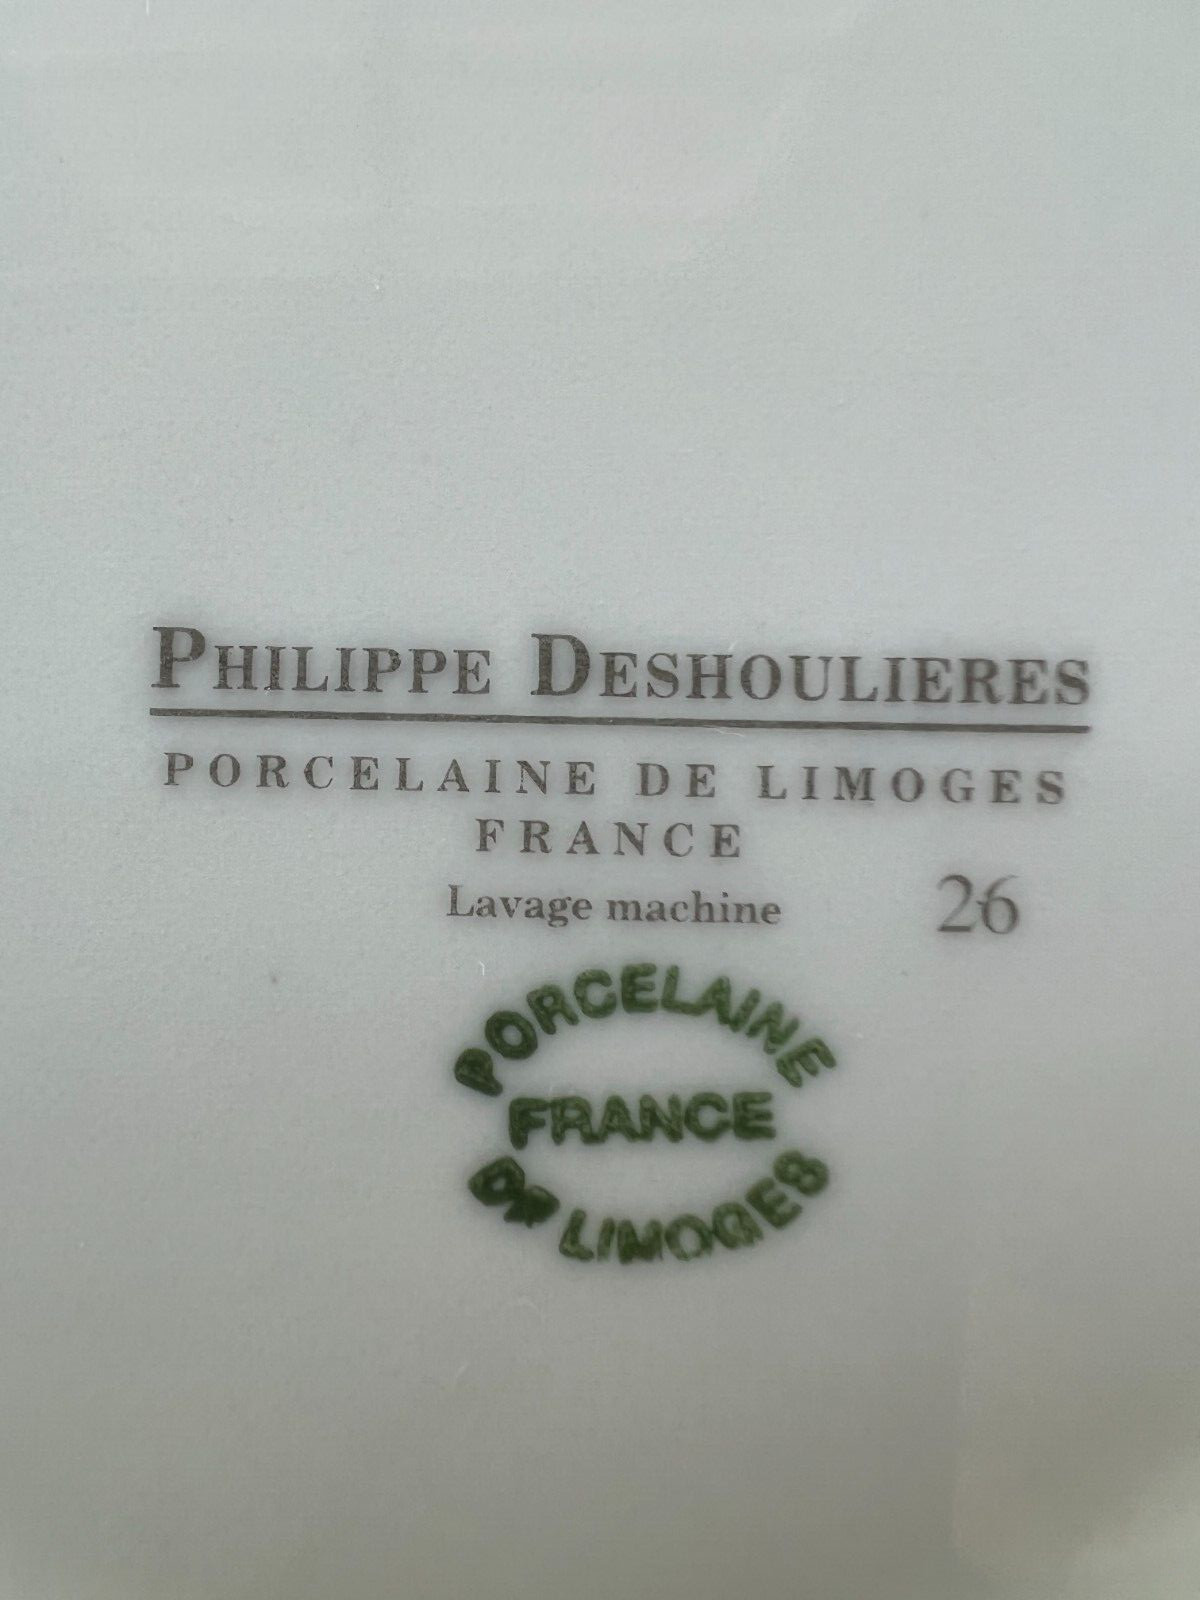 PHILIPPE DESHOULIERES
PORCELAINE DE LIMOGES
FRANCE
Lavage machine 26
PORCELAINE
FRANCE
DE LIMOGES